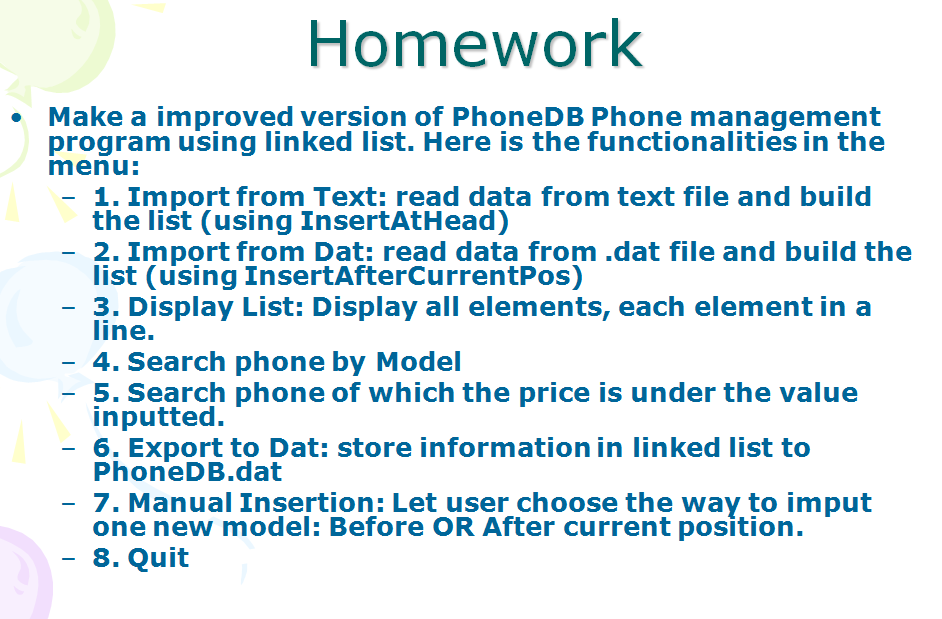 Homework
• Make a improved version of PhoneDB Phone management
program using linked list. Here is the functionalities in the
menu:
– 1. Import from Text: read data from text file and build
the list (using InsertAtHead)
– 2. Import from Dat: read data from .dat file and build the
list (using InsertAfterCurrentPos)
– 3. Display List: Display all elements, each element in a
line.
– 4. Search phone by Model
– 5. Search phone of which the price is under the value
inputted.
– 6. Export to Dat: store information in linked list to
PhoneDB.dat
– 7. Manual Insertion: Let user choose the way to imput
one new model: Before OR After current position.
– 8. Quit